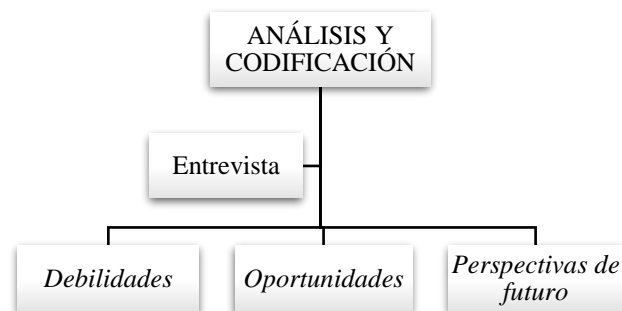 ANÁLISIS Y
CODIFICACIÓN
Entrevista
Debilidades
Oportunidades
Perspectivas de
futuro